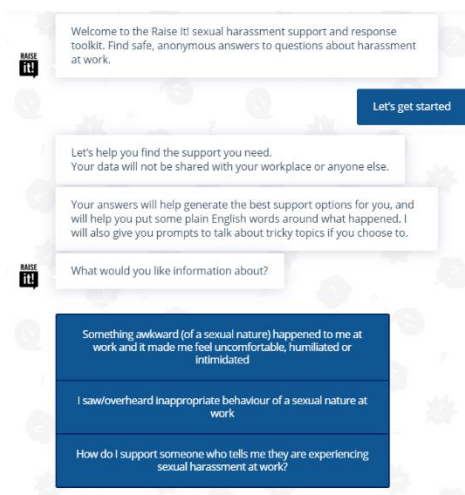 Welcome to the Raise It! sexual harassment support and response
toolkit. Find safe, anonymous answers to questions about harassment
at work.
RAISE
it!
Let's get started
Let's help you find the support you need.
Your data will not be shared with your workplace or anyone else.
Your answers will help generate the best support options for you, and
will help you put some plain English words around what happened. I
will also give you prompts to talk about tricky topics if you choose to.
RAISE
it!
What would you like information about?
Something awkward (of a sexual nature) happened to me at
work and it made me feel uncomfortable, humiliated or
intimidated
I saw/overheard inappropriate behaviour of a sexual nature at
work
How do I support someone who tells me they are experiencing
sexual harassment at work?